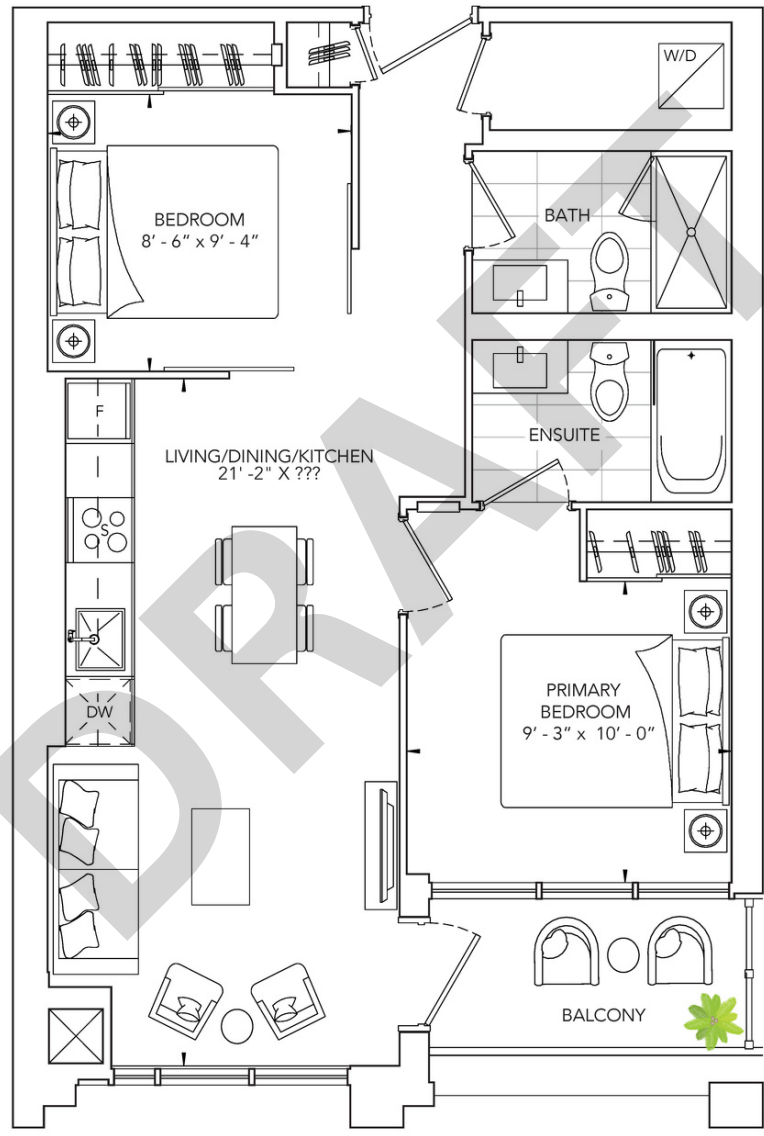 W/D
BATH
BEDROOM
8' - 6" x 9' - 4"
F
ENSUITE
LIVING/DINING/KITCHEN
21' -2" X ???
S
PRIMARY
BEDROOM
9' - 3" x 10' - 0"
DW
BALCONY
DRAFT